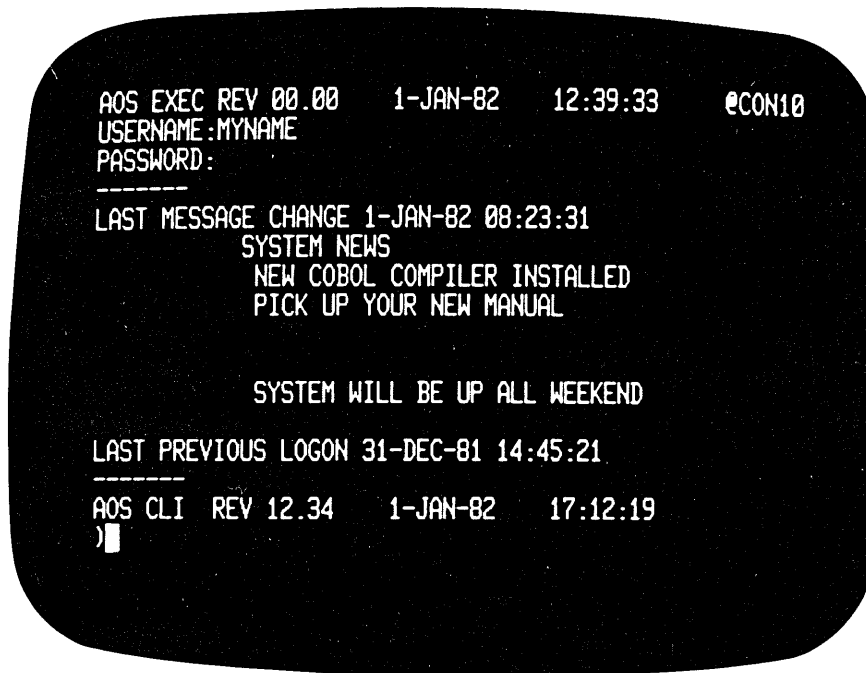 AOS EXEC REV 00.00 1-JAN-82 12:39:33 @CON10
USERNAME:MYNAME
PASSWORD:
-------
LAST MESSAGE CHANGE 1-JAN-82 08:23:31
SYSTEM NEWS
NEW COBOL COMPILER INSTALLED
PICK UP YOUR NEW MANUAL
SYSTEM WILL BE UP ALL WEEKEND
LAST PREVIOUS LOGON 31-DEC-81 14:45:21
-------
AOS CLI REV 12.34 1-JAN-82 17:12:19
)